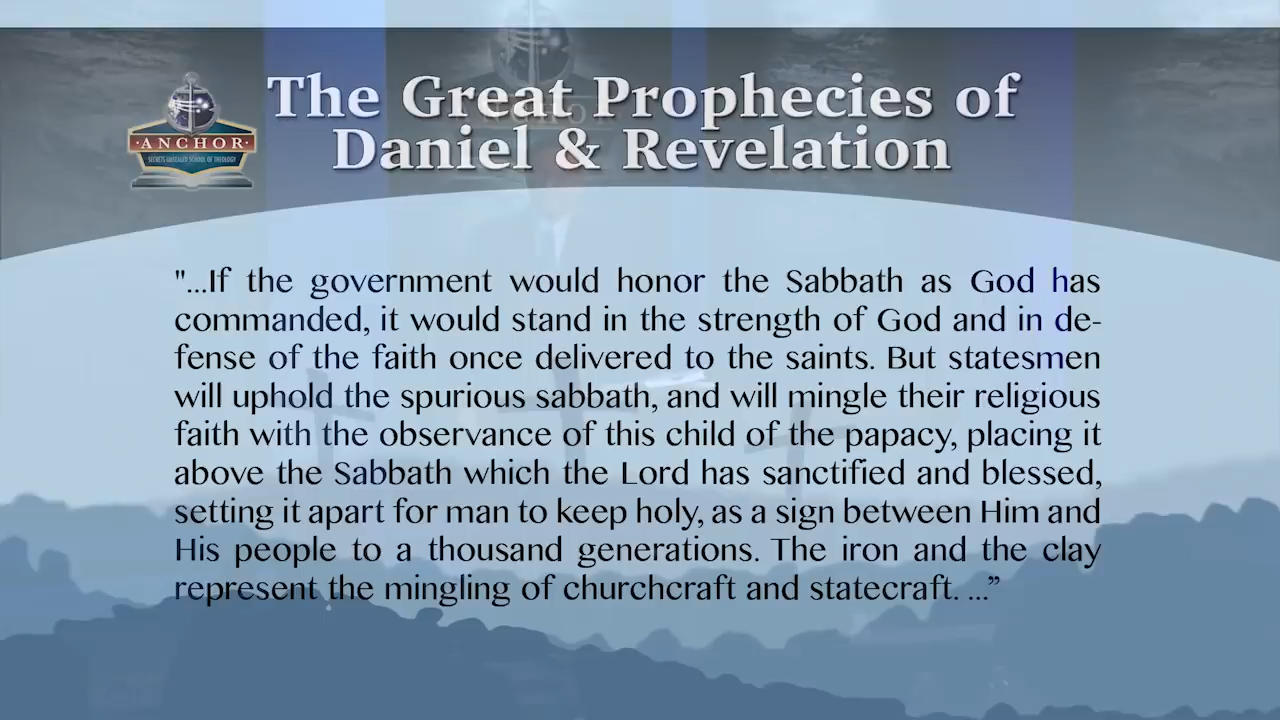 The Great Prophecies of
Daniel & Revelation
·ANCHOR·
SECRETS UNSEALED SCHOOL OF THEOLOGY
"...If the government would honor the Sabbath as God has
commanded, it would stand in the strength of God and in de-
fense of the faith once delivered to the saints. But statesmen
will uphold the spurious sabbath, and will mingle their religious
faith with the observance of this child of the papacy, placing it
above the Sabbath which the Lord has sanctified and blessed,
setting it apart for man to keep holy, as a sign between Him and
His people to a thousand generations. The iron and the clay
represent the mingling of churchcraft and statecraft. ...”